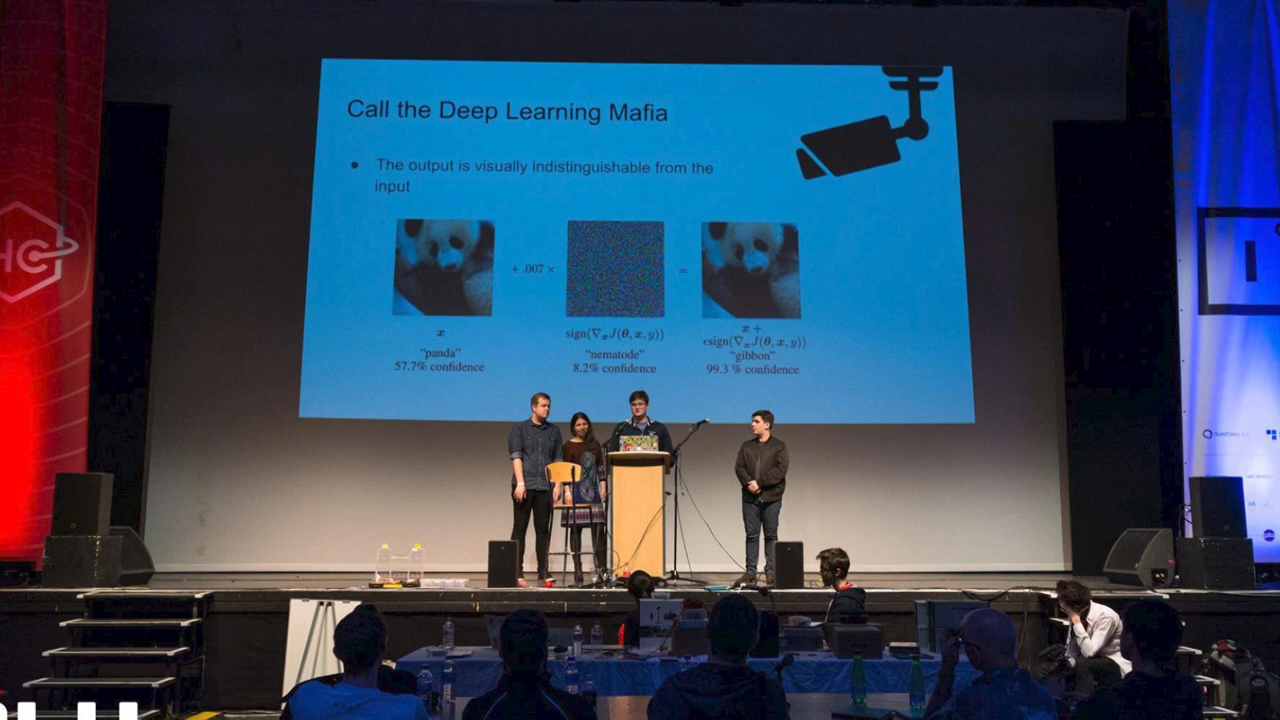 Call the Deep Learning Mafia
● The output is visually indistinguishable from the
input
+ .007 ×
=
x
sign(∇ₓJ(θ, x, y))
x +
ϵsign(∇ₓJ(θ, x, y))
"panda"
"nematode"
"gibbon"
57.7% confidence
8.2% confidence
99.3 % confidence
HC